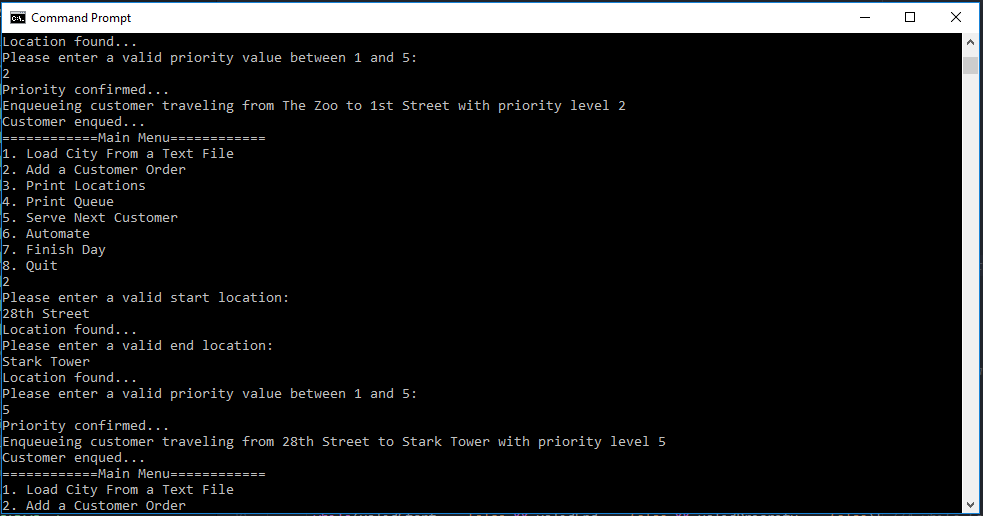 Command Prompt
Location found...
Please enter a valid priority value between 1 and 5:
2
Priority confirmed...
Enqueueing customer traveling from The Zoo to 1st Street with priority level 2
Customer enqued...
============Main Menu============
1. Load City From a Text File
2. Add a Customer Order
3. Print Locations
4. Print Queue
5. Serve Next Customer
6. Automate
7. Finish Day
8. Quit
2
Please enter a valid start location:
28th Street
Location found...
Please enter a valid end location:
Stark Tower
Location found...
Please enter a valid priority value between 1 and 5:
5
Priority confirmed...
Enqueueing customer traveling from 28th Street to Stark Tower with priority level 5
Customer enqued...
============Main Menu============
1. Load City From a Text File
2. Add a Customer Order